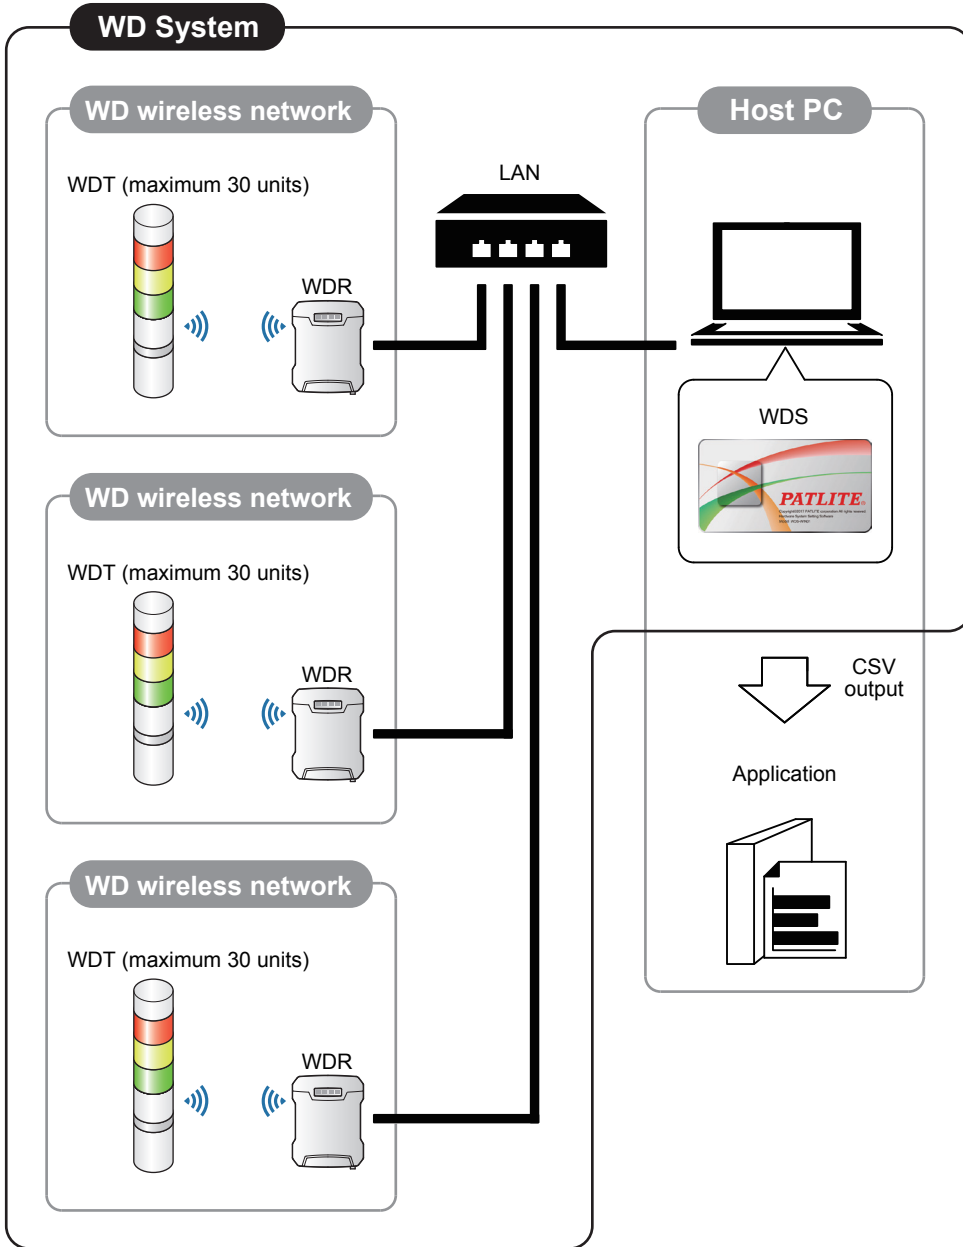 WD System
WD wireless network
WDT (maximum 30 units)
WDR
LAN
Host PC
WDS
PATLITE
WD wireless network
WDT (maximum 30 units)
WDR
CSV
output
Application
WD wireless network
WDT (maximum 30 units)
WDR